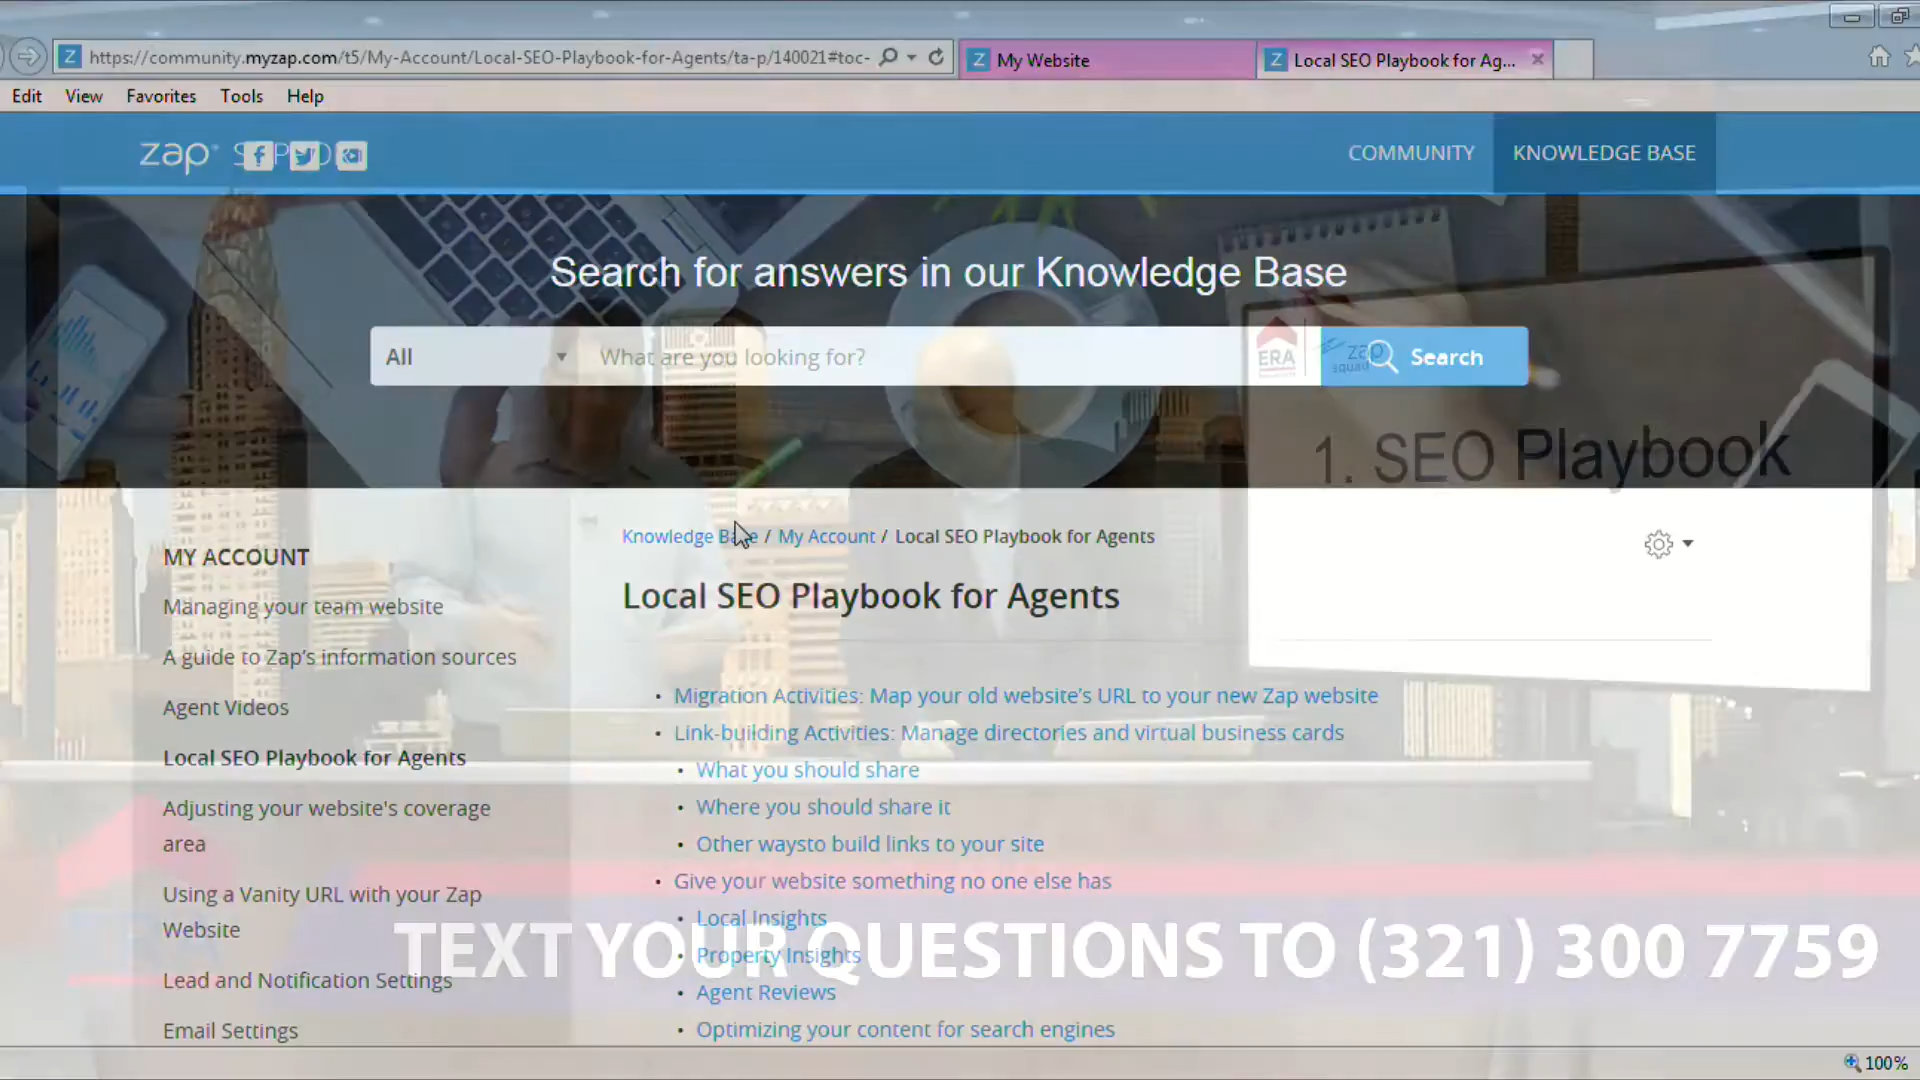 https://community.myzap.com/t5/My-Account/Local-SEO-Playbook-for-Agents/ta-p/140021#toc-
My Website
Local SEO Playbook for Ag...
Edit View Favorites Tools Help
zap
COMMUNITY
KNOWLEDGE BASE
Search for answers in our Knowledge Base
All
What are you looking for?
ERA
zap
squad
Search
1. SEO Playbook
Knowledge Base / My Account / Local SEO Playbook for Agents
MY ACCOUNT
Local SEO Playbook for Agents
Managing your team website
A guide to Zap's information sources
Agent Videos
Local SEO Playbook for Agents
Adjusting your website's coverage
area
Using a Vanity URL with your Zap
Website
Lead and Notification Settings
Email Settings
• Migration Activities: Map your old website's URL to your new Zap website
• Link-building Activities: Manage directories and virtual business cards
• What you should share
• Where you should share it
• Other waysto build links to your site
• Give your website something no one else has
• Local Insights
• Property Insights
• Agent Reviews
• Optimizing your content for search engines
TEXT YOUR QUESTIONS TO (321) 300 7759
100%